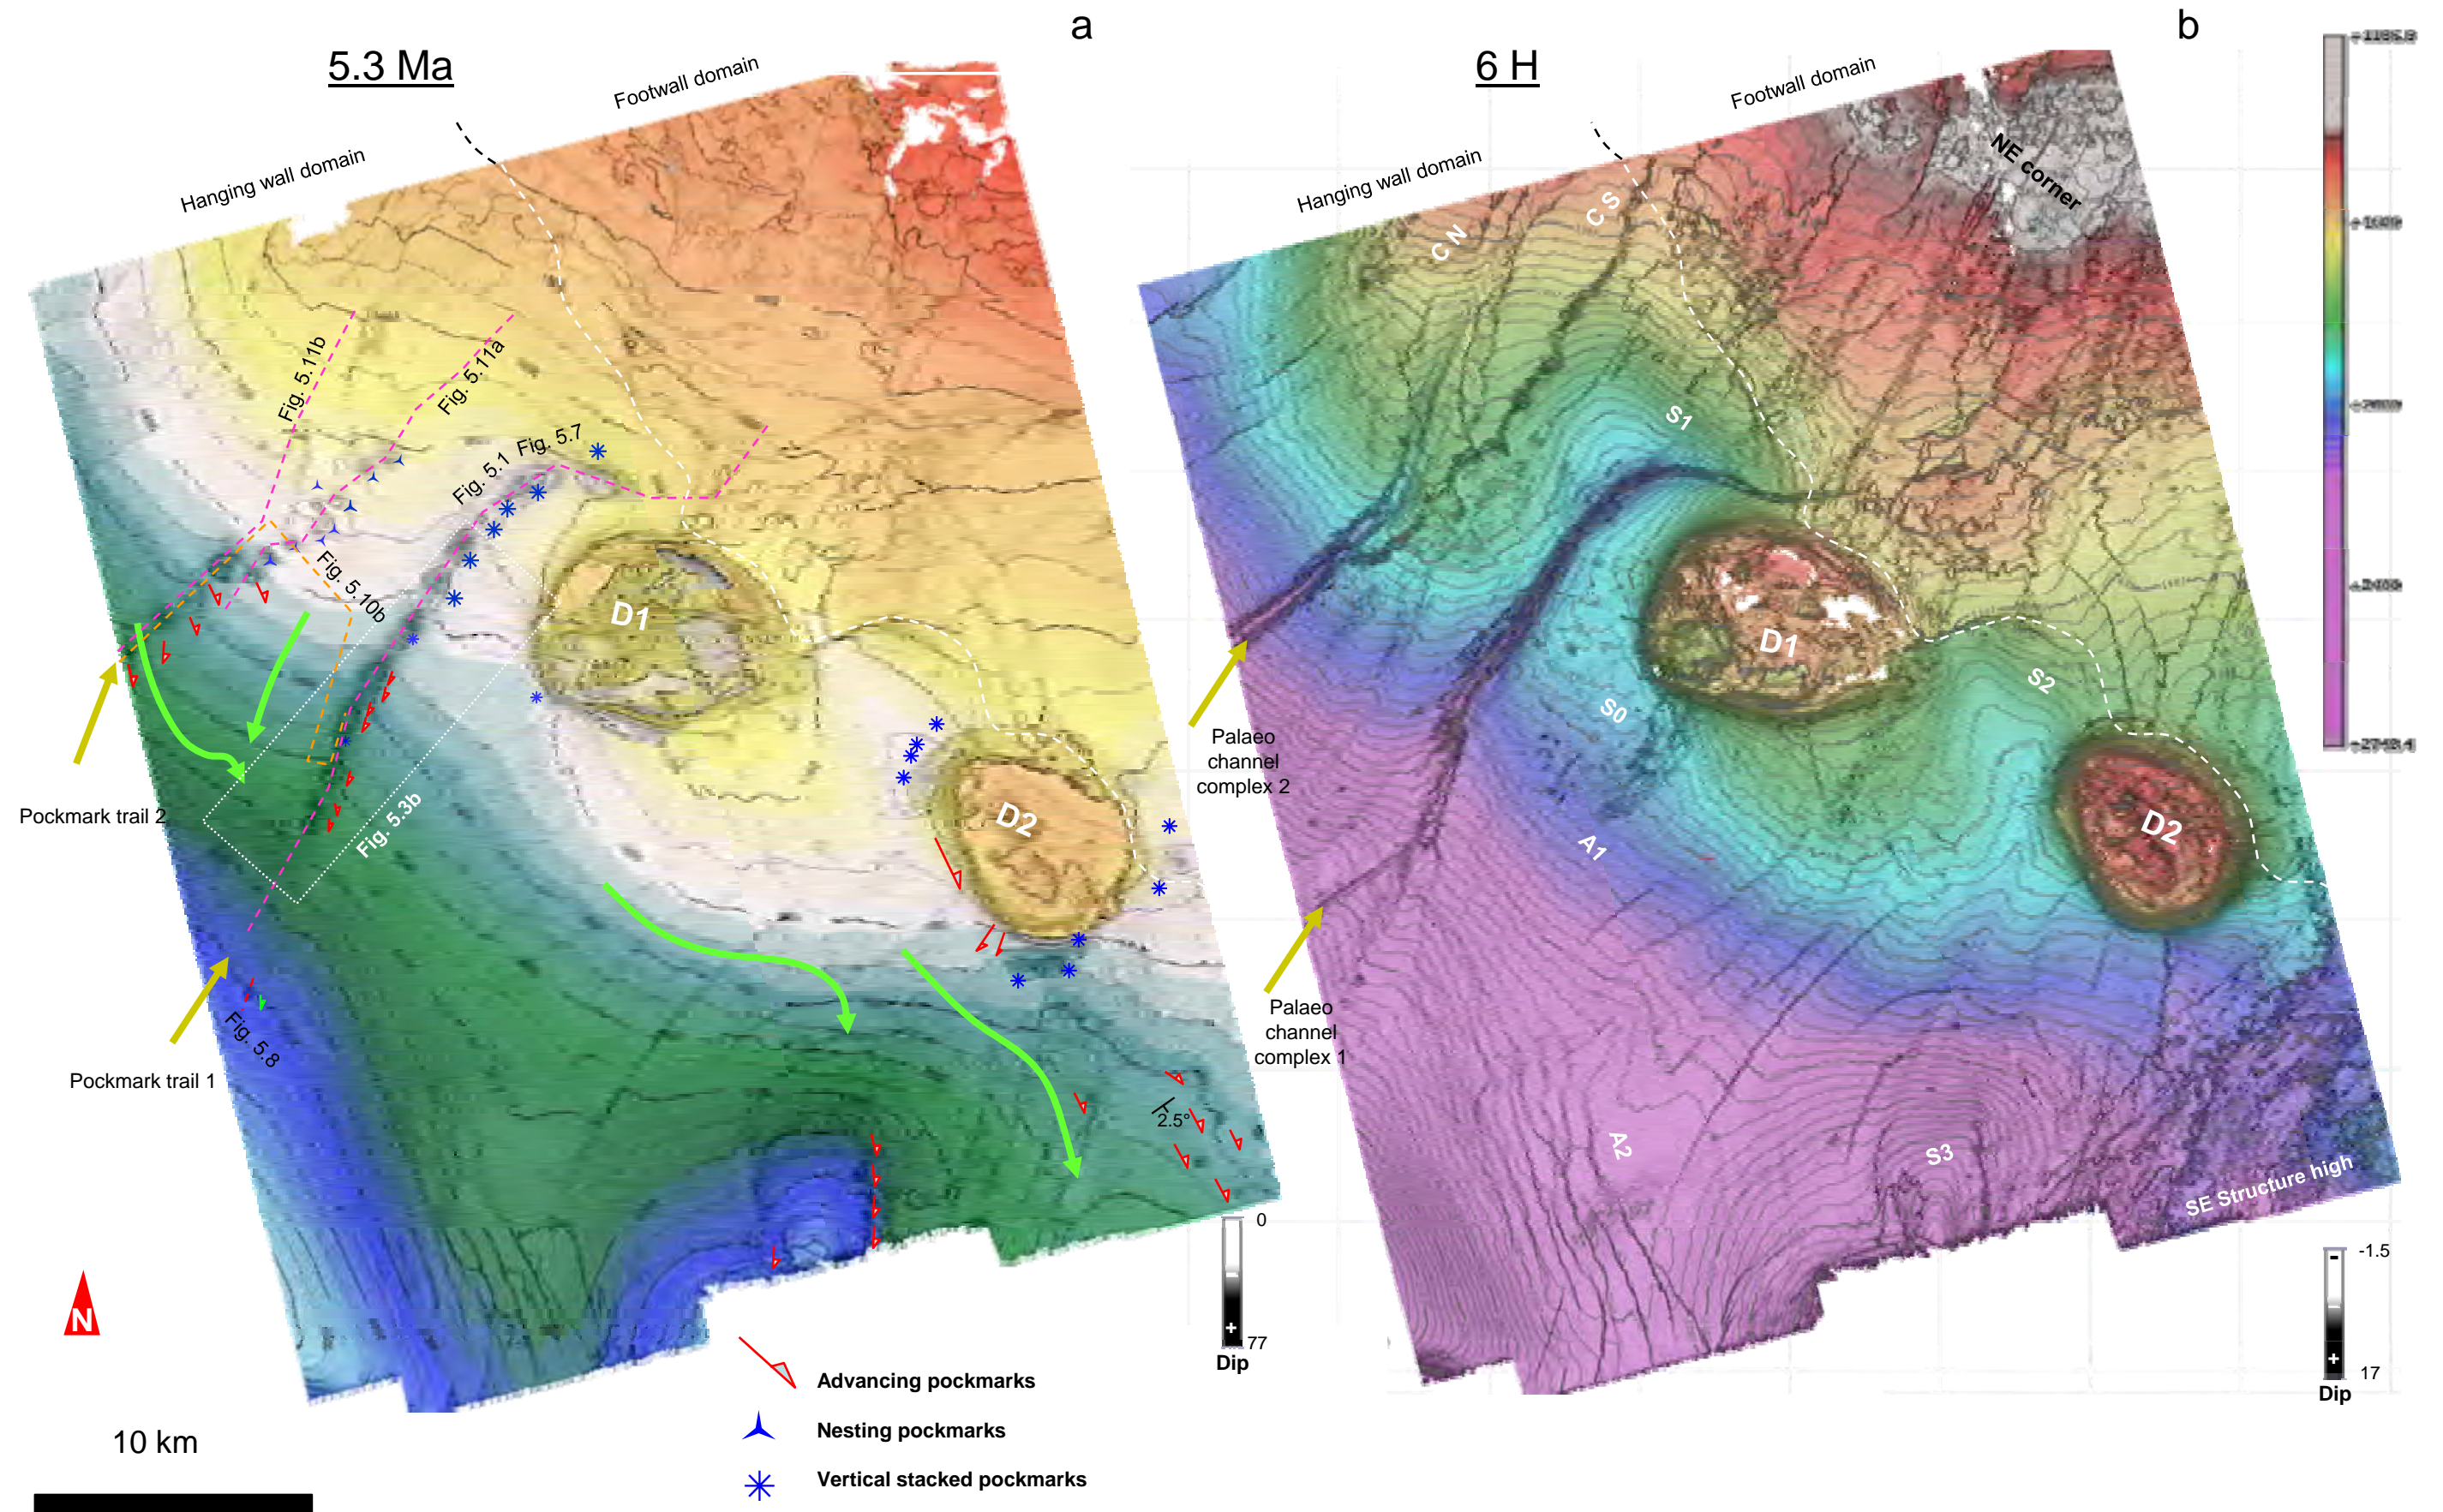 a
b
5.3 Ma
6 H
Footwall domain
Hanging wall domain
Footwall domain
Hanging wall domain
NE corner
C N
C S
Fig. 5.11b
Fig. 5.11a
Fig. 5.7
Fig. 5.1
Fig. 5.10b
Fig. 5.3b
Fig. 5.8
D1
D2
S1
D1
S2
S0
D2
A1
A2
S3
SE Structure high
Pockmark trail 2
Pockmark trail 1
Palaeo
channel
complex 2
Palaeo
channel
complex 1
2.5°
0
+
77
Dip
-
-1.5
+
17
Dip
N
10 km
Advancing pockmarks
Nesting pockmarks
Vertical stacked pockmarks